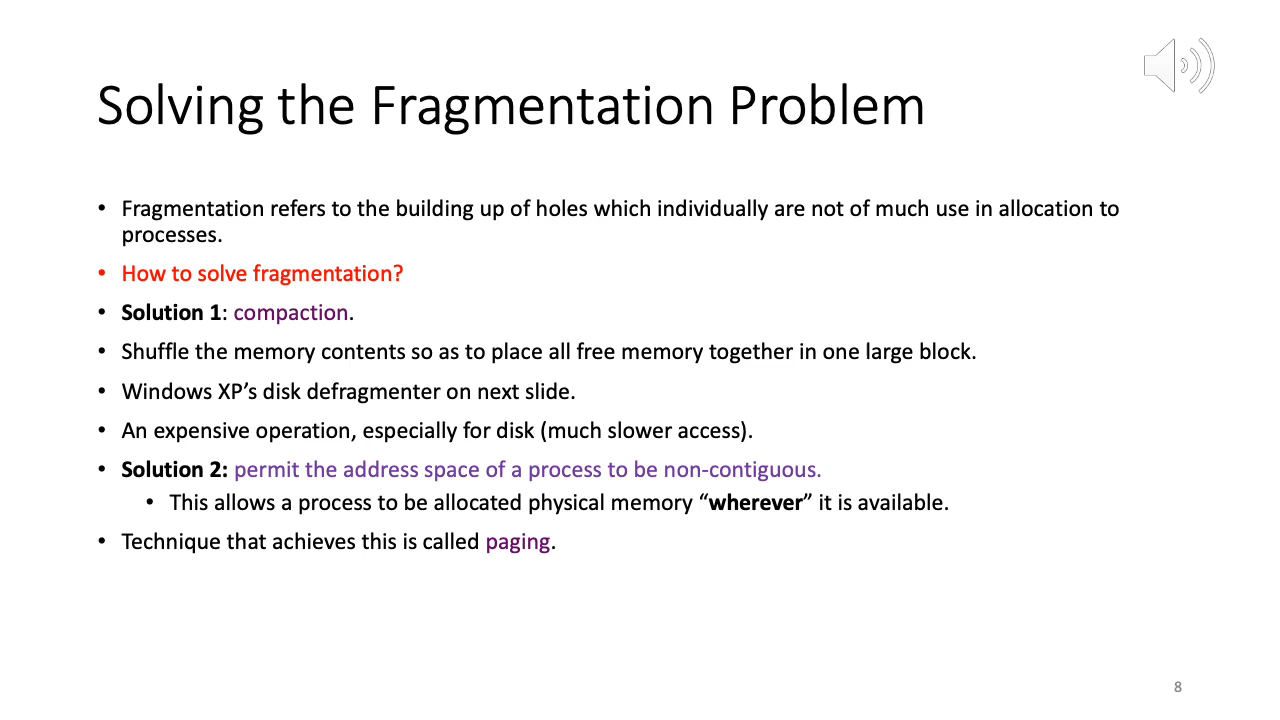 Solving the Fragmentation Problem
• Fragmentation refers to the building up of holes which individually are not of much use in allocation to
processes.
• How to solve fragmentation?
• Solution 1: compaction.
• Shuffle the memory contents so as to place all free memory together in one large block.
• Windows XP’s disk defragmenter on next slide.
• An expensive operation, especially for disk (much slower access).
• Solution 2: permit the address space of a process to be non-contiguous.
• This allows a process to be allocated physical memory “wherever” it is available.
• Technique that achieves this is called paging.
8